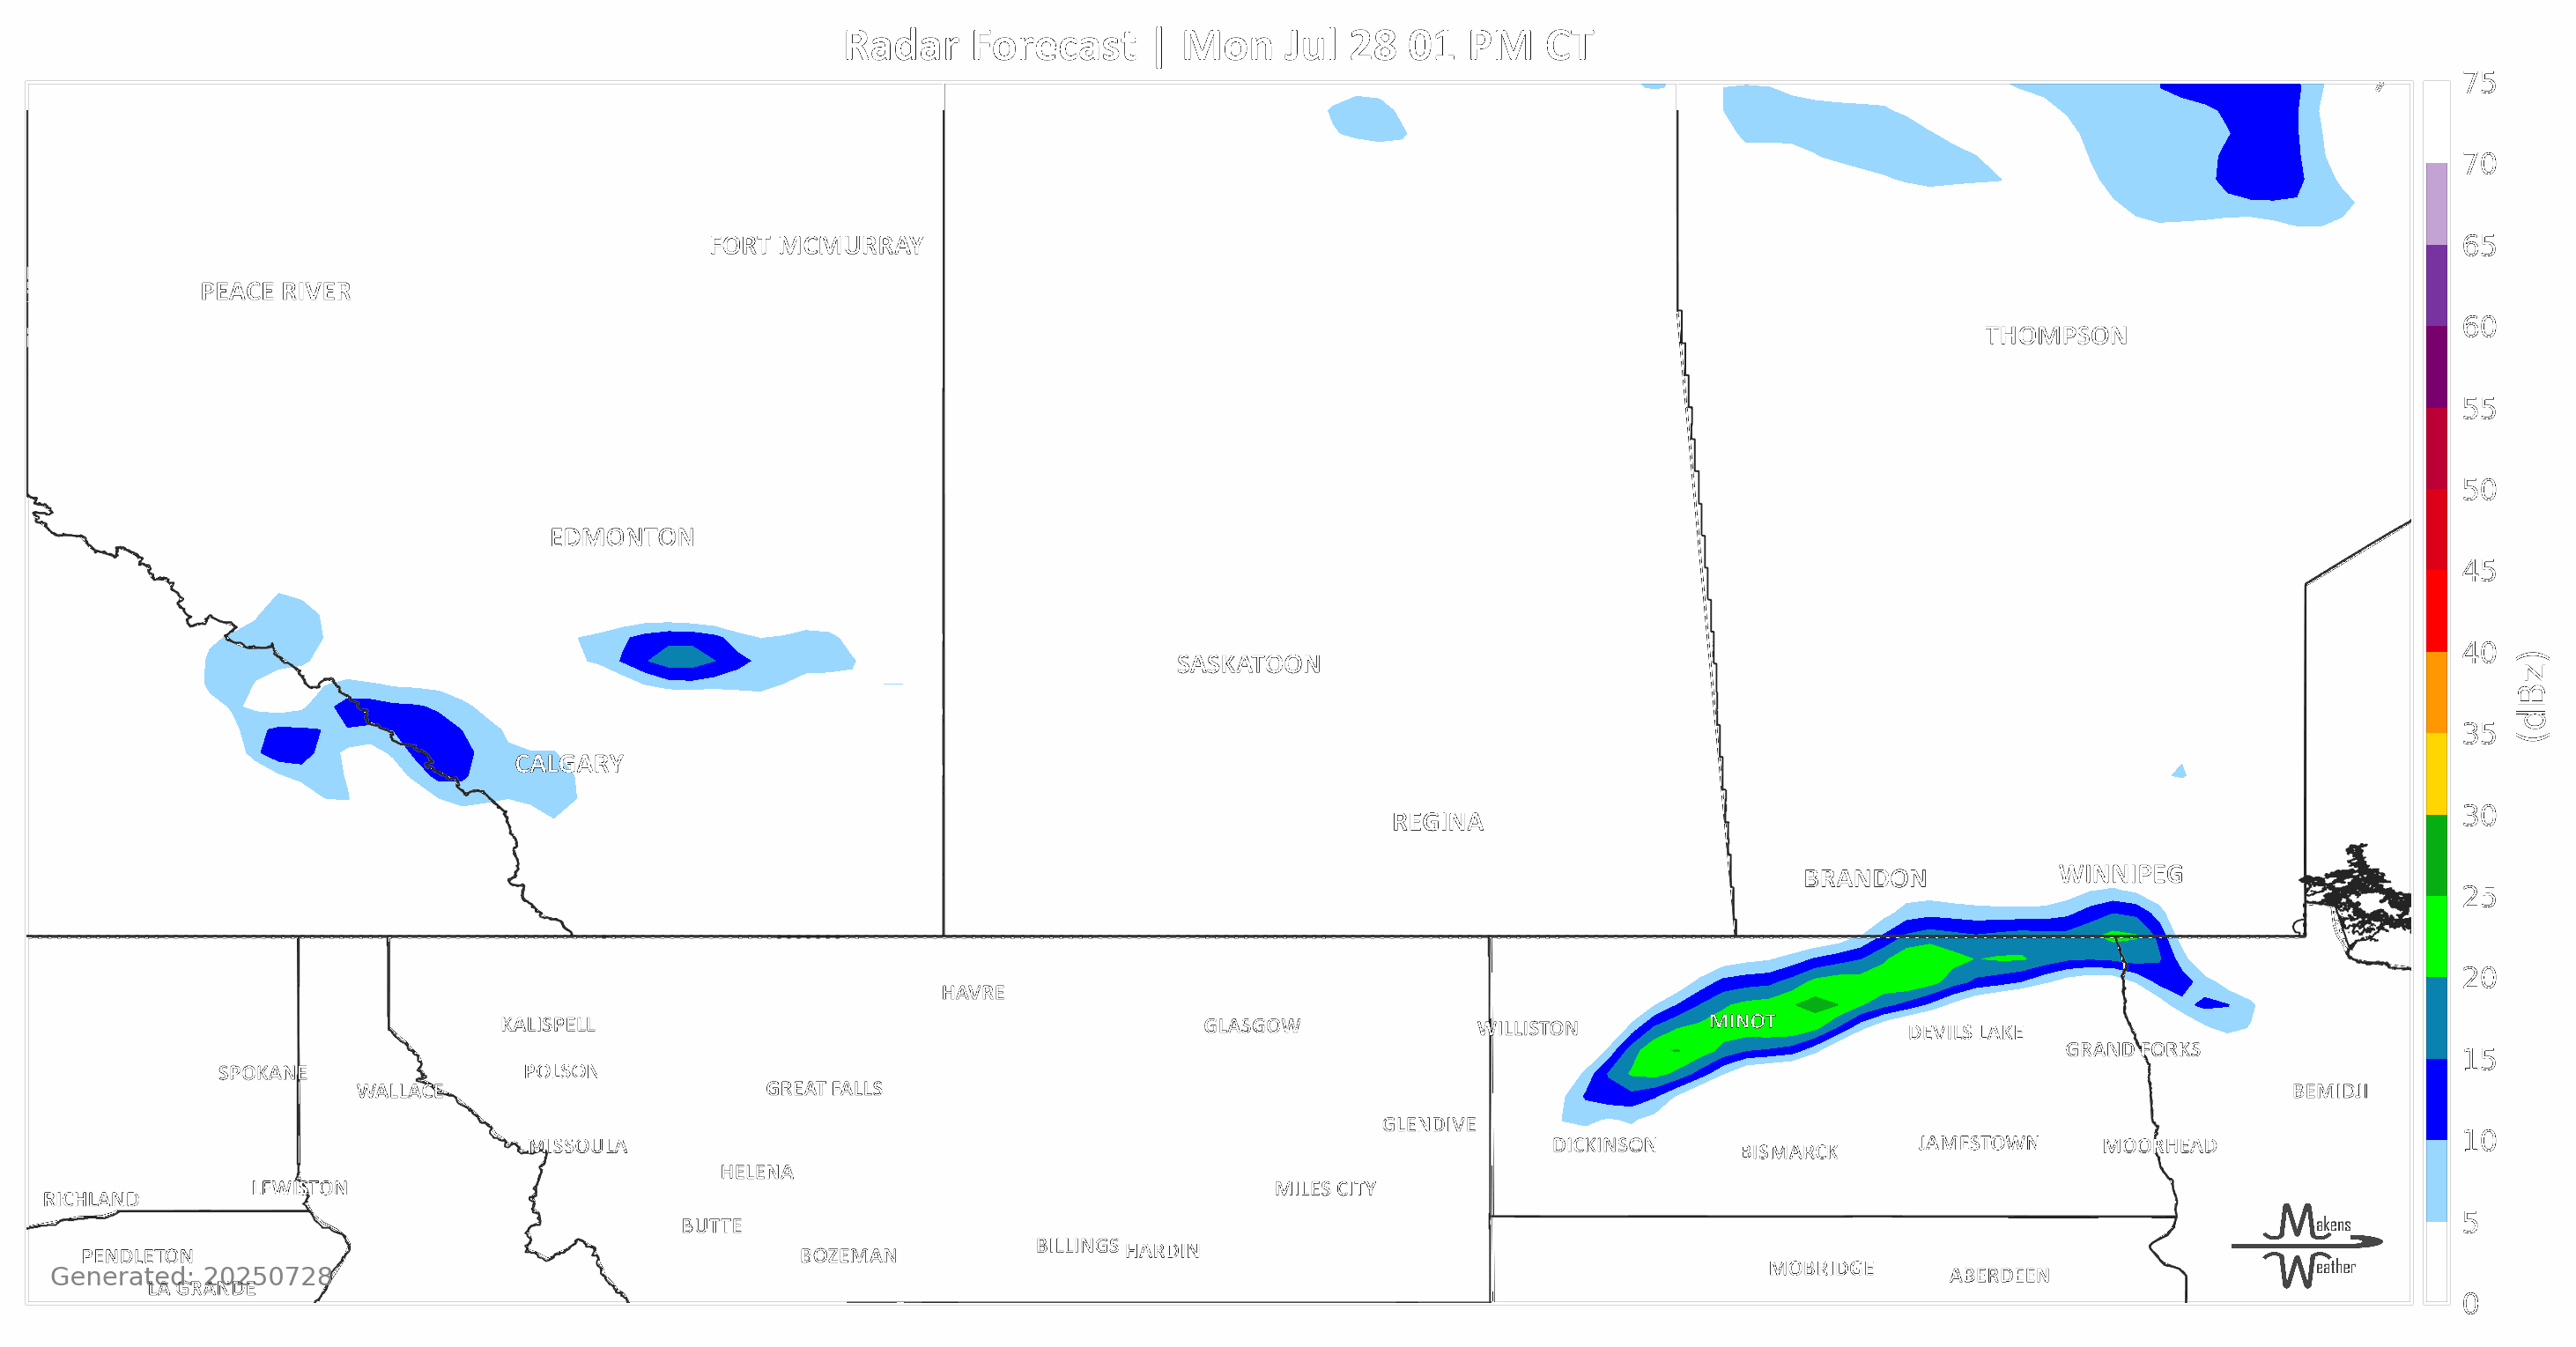 Radar Forecast | Mon Jul 28 01 PM CT
75
70
FORT MCMURRAY
65
PEACE RIVER
60
THOMPSON
55
50
EDMONTON
45
40
SASKATOON
(dBz)
35
CALGARY
30
REGINA
BRANDON
WINNIPEG
25
20
HAVRE
KALISPELL
GLASGOW
WILLISTON
MINOT
DEVILS LAKE
GRAND FORKS
15
SPOKANE
POLSON
WALLACE
GREAT FALLS
BEMIDJI
GLENDIVE
10
MISSOULA
DICKINSON
BISMARCK
JAMESTOWN
MOORHEAD
HELENA
LEWISTON
MILES CITY
RICHLAND
5
BUTTE
Makens
Weather
PENDLETON
BOZEMAN
BILLINGS
HARDIN
MOBRIDGE
ABERDEEN
Generated: 20250728
LA GRANDE
0